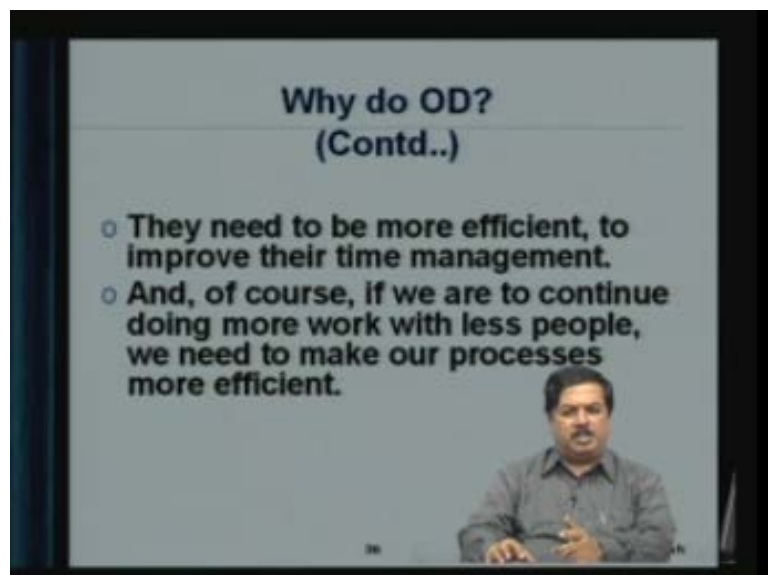 Why do OD?
(Contd..)
They need to be more efficient, to
improve their time management.
And, of course, if we are to continue
doing more work with less people,
we need to make our processes
more efficient.